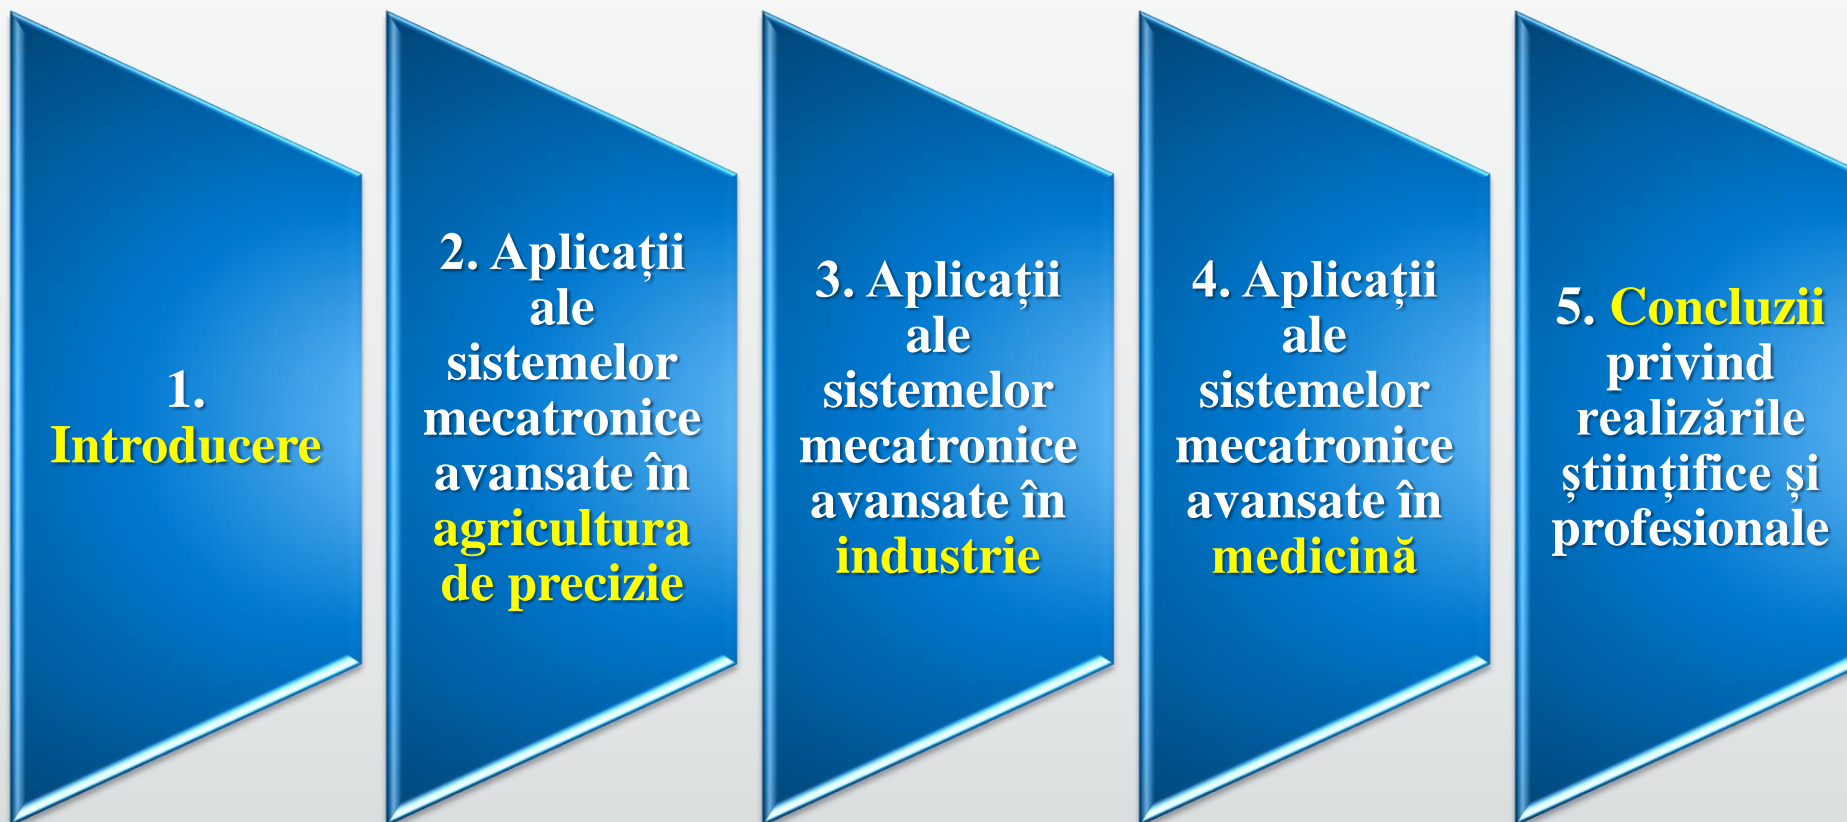 1.
Introducere
2. Aplicații
ale
sistemelor
mecatronice
avansate în
agricultura
de precizie
3. Aplicații
ale
sistemelor
mecatronice
avansate în
industrie
4. Aplicații
ale
sistemelor
mecatronice
avansate în
medicină
5. Concluzii
privind
realizările
științifice și
profesionale